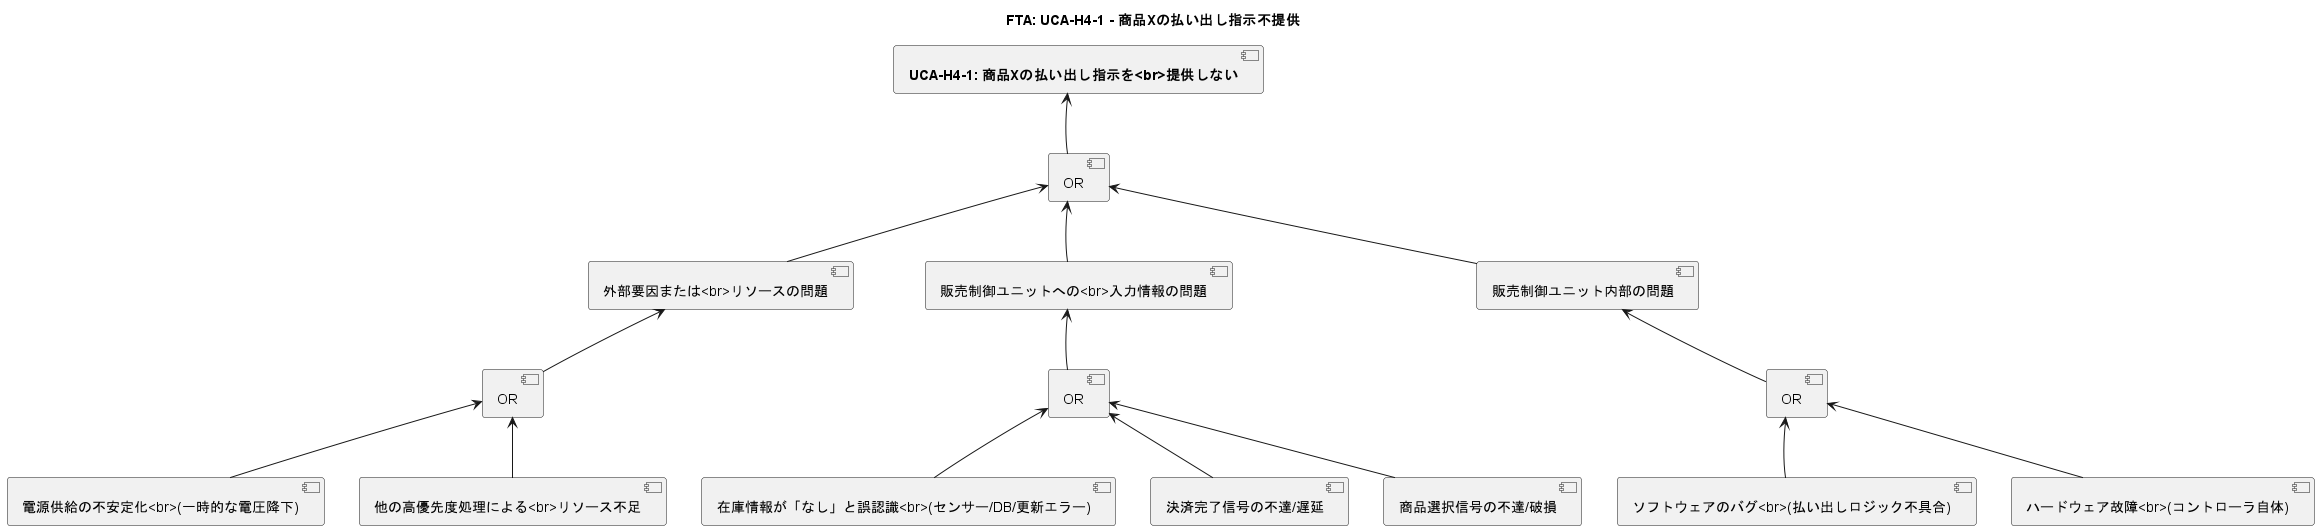 FTA: UCA-H4-1 - 商品Xの払い出し指示不提供
UCA-H4-1: 商品Xの払い出し指示を<br>提供しない
OR
外部要因または<br>リソースの問題
販売制御ユニットへの<br>入力情報の問題
販売制御ユニット内部の問題
OR
OR
OR
電源供給の不安定化<br>(一時的な電圧降下)
他の高優先度処理による<br>リソース不足
在庫情報が「なし」と誤認識<br>(センサー/DB/更新エラー)
決済完了信号の不達/遅延
商品選択信号の不達/破損
ソフトウェアのバグ<br>(払い出しロジック不具合)
ハードウェア故障<br>(コントローラ自体)